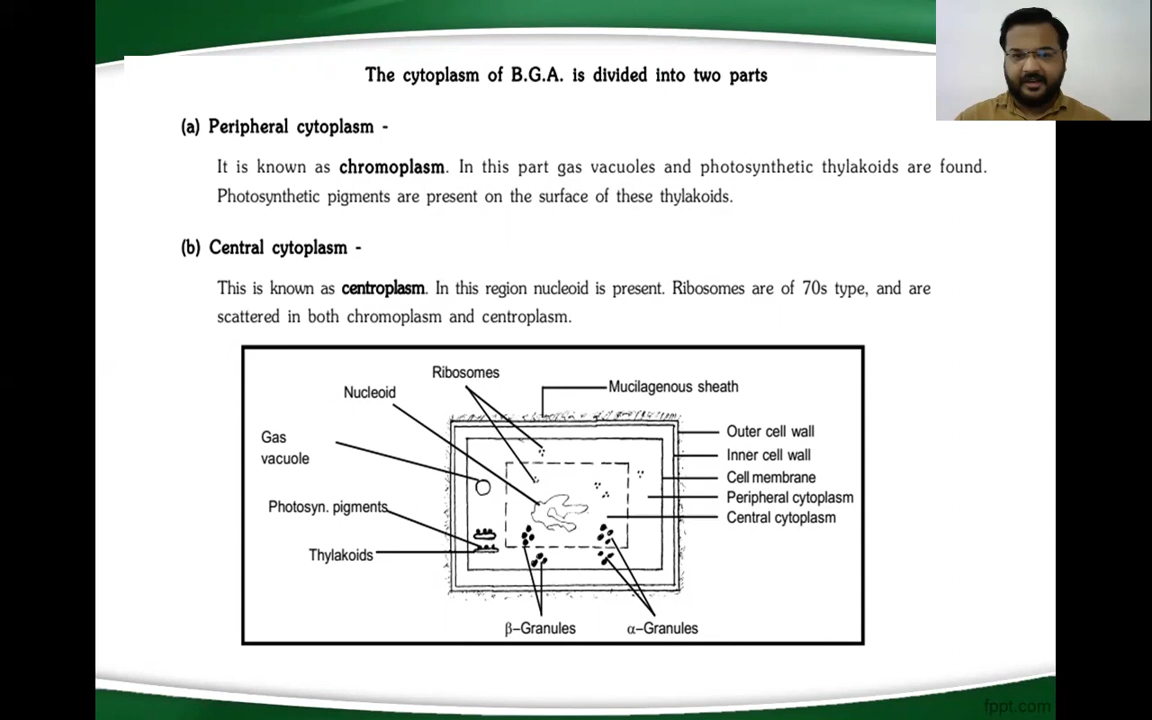 The cytoplasm of B.G.A. is divided into two parts
(a) Peripheral cytoplasm -
It is known as chromoplasm. In this part gas vacuoles and photosynthetic thylakoids are found.
Photosynthetic pigments are present on the surface of these thylakoids.
(b) Central cytoplasm -
This is known as centroplasm. In this region nucleoid is present. Ribosomes are of 70s type, and are
scattered in both chromoplasm and centroplasm.
Ribosomes
Mucilagenous sheath
Nucleoid
Gas
vacuole
Outer cell wall
Inner cell wall
Cell membrane
Peripheral cytoplasm
Central cytoplasm
Photosyn. pigments
Thylakoids
β–Granules
α–Granules
fppt.com